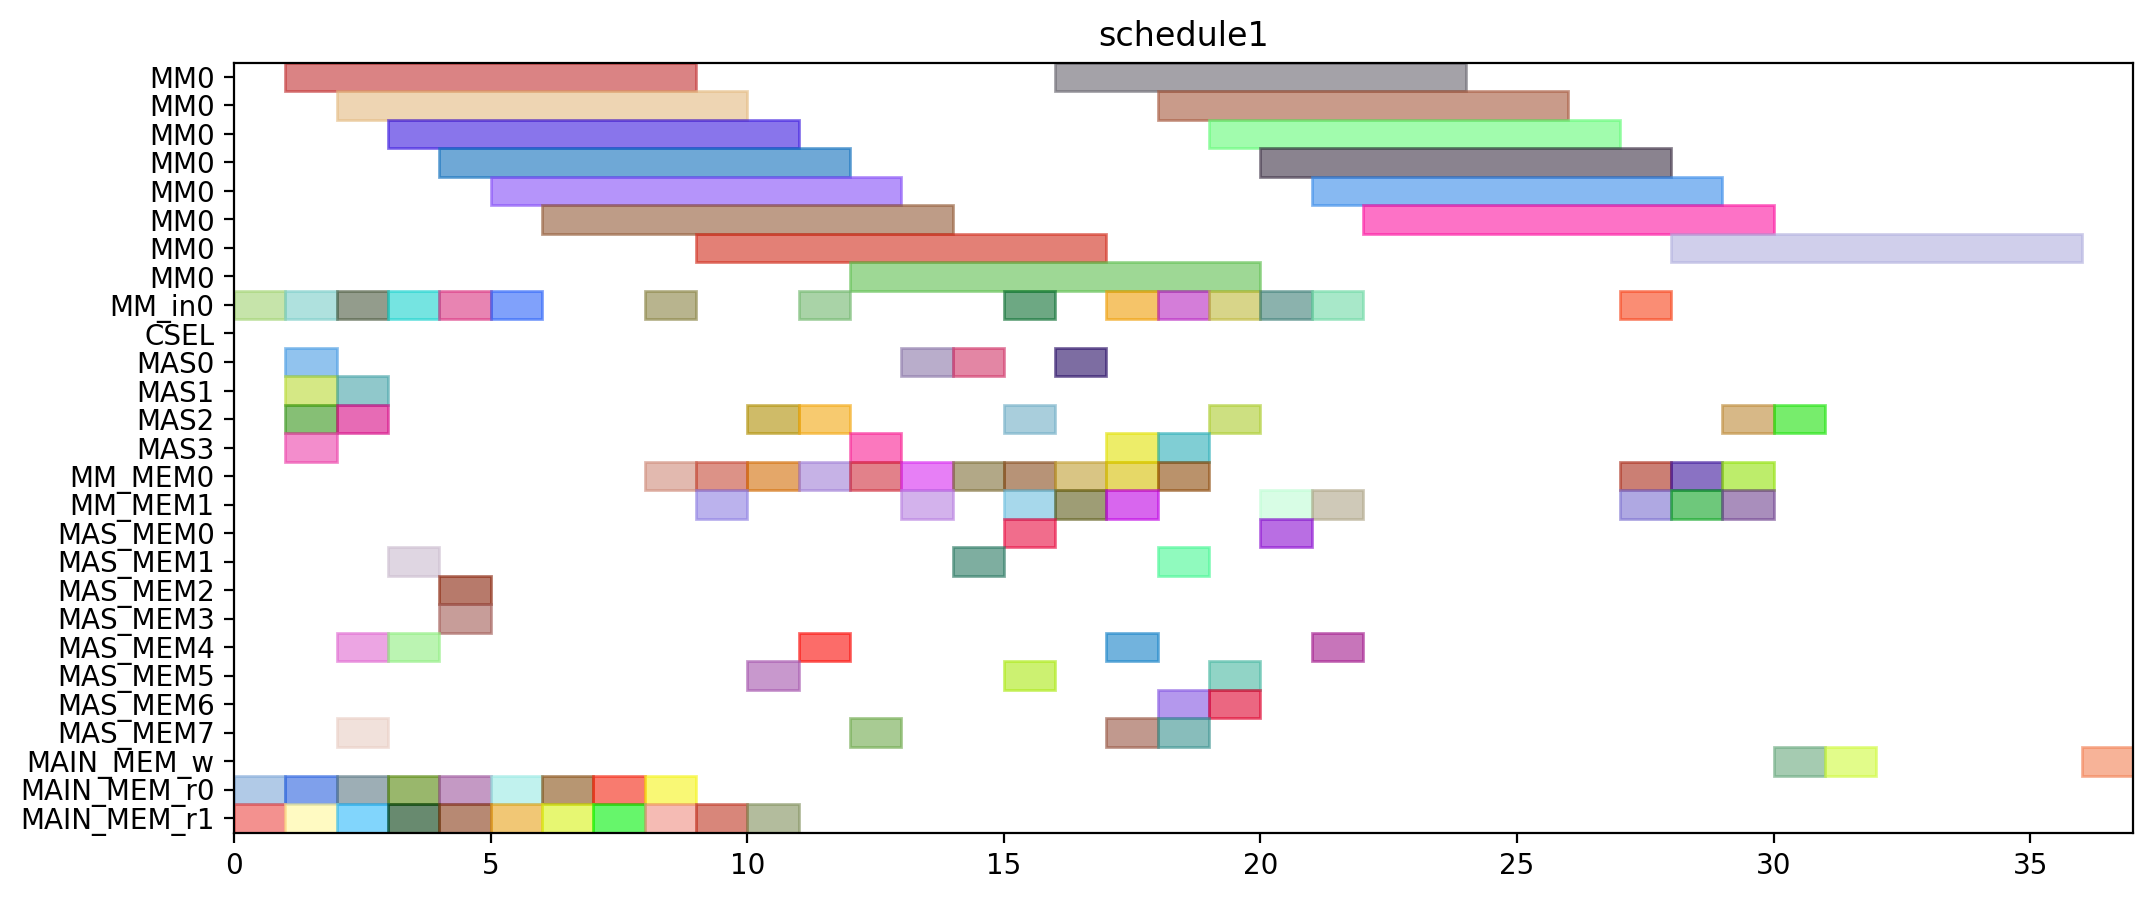 schedule1
MM0
MM0
MM0
MM0
MM0
MM0
MM0
MM0
MM_in0
CSEL
MAS0
MAS1
MAS2
MAS3
MM_MEM0
MM_MEM1
MAS_MEM0
MAS_MEM1
MAS_MEM2
MAS_MEM3
MAS_MEM4
MAS_MEM5
MAS_MEM6
MAS_MEM7
MAIN_MEM_w
MAIN_MEM_r0
MAIN_MEM_r1
0 5 10 15 20 25 30 35